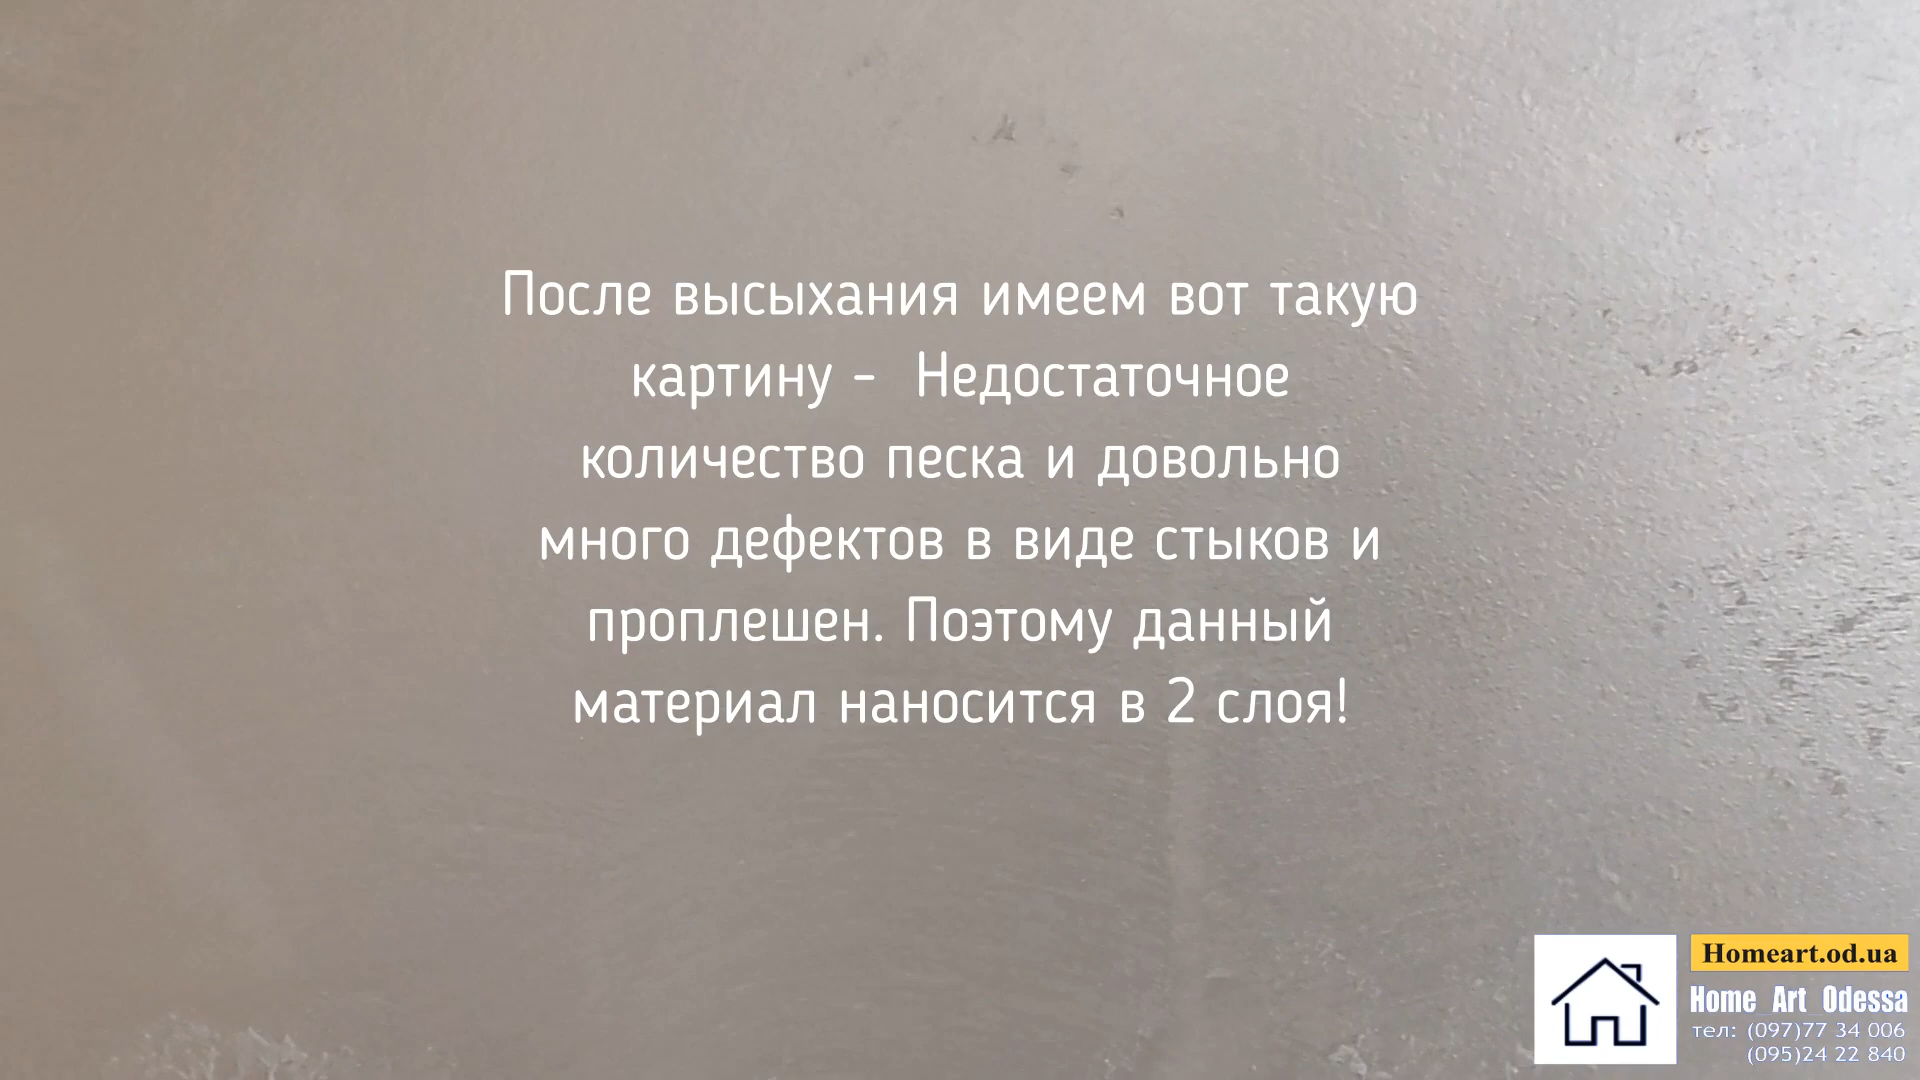 После высыхания имеем вот такую
картину - Недостаточное
количество песка и довольно
много дефектов в виде стыков и
проплешен. Поэтому данный
материал наносится в 2 слоя!
Homeart.od.ua
Home Art Odessa
тел: (097)77 34 006
(095)24 22 840